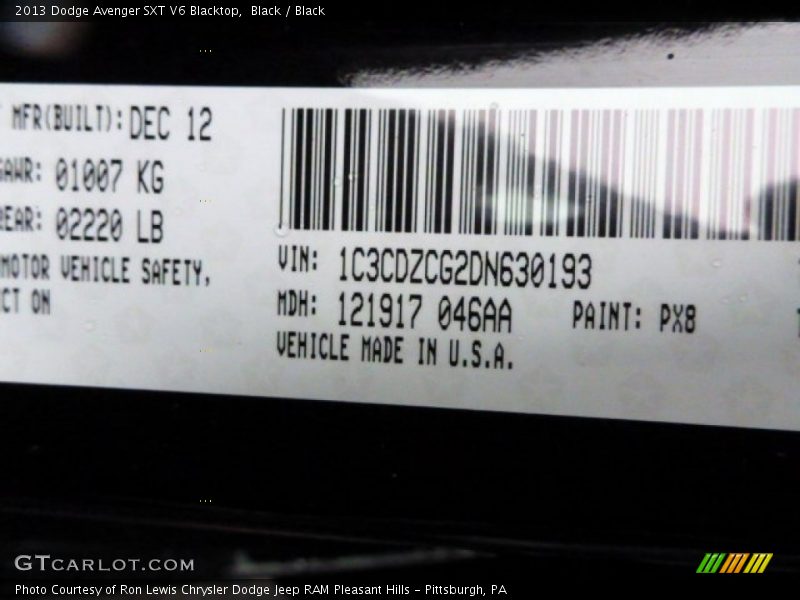 2013 Dodge Avenger SXT V6 Blacktop,  Black / Black
MFR(BUILT): DEC 12
GAWR: 01007 KG
REAR: 02220 LB
MOTOR VEHICLE SAFETY,
ON
VIN: 1C3CDZCG2DN630193
MDH: 121917 046AA PAINT: PX8
VEHICLE MADE IN U.S.A.
GTCARLOT.COM
Photo Courtesy of Ron Lewis Chrysler Dodge Jeep RAM Pleasant Hills - Pittsburgh, PA